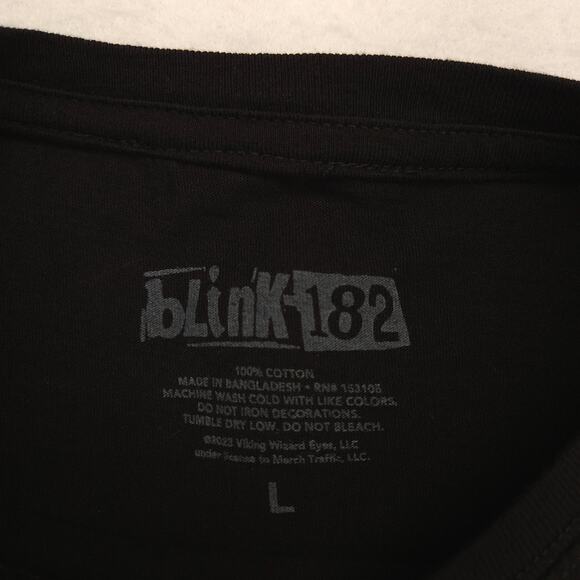 blink-182
100% COTTON
MADE IN BANGLADESH • RN# 153105
MACHINE WASH COLD WITH LIKE COLORS.
DO NOT IRON DECORATIONS.
TUMBLE DRY LOW. DO NOT BLEACH.
©2023 Viking Wizard Eyes, LLC
under license to Merch Traffic, LLC.
L